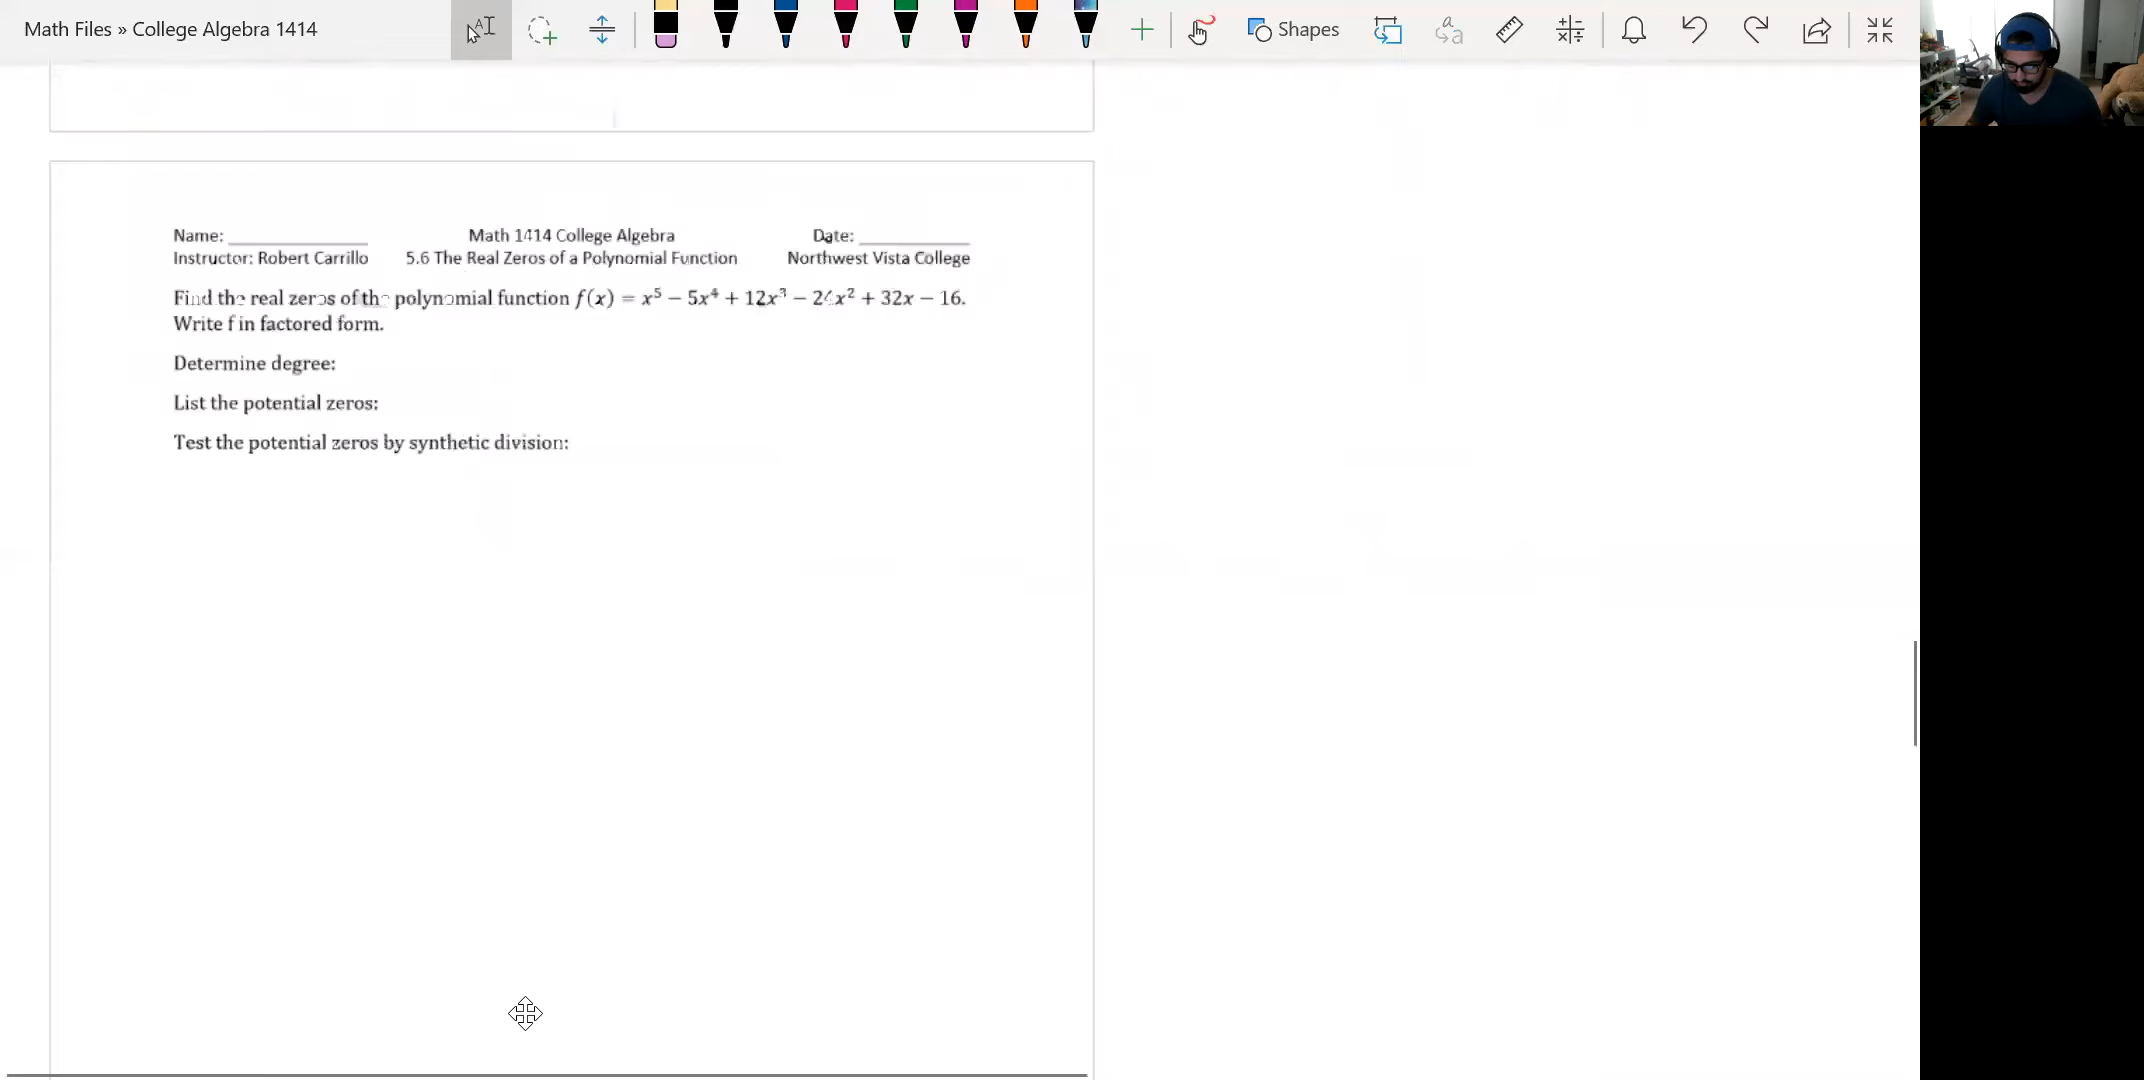 Math Files » College Algebra 1414
Shapes
Name: ____________ Math 1414 College Algebra Date: __________
Instructor: Robert Carrillo 5.6 The Real Zeros of a Polynomial Function Northwest Vista College
Find the real zeros of the polynomial function f(x) = x⁵ − 5x⁴ + 12x³ − 24x² + 32x − 16.
Write f in factored form.
Determine degree:
List the potential zeros:
Test the potential zeros by synthetic division: